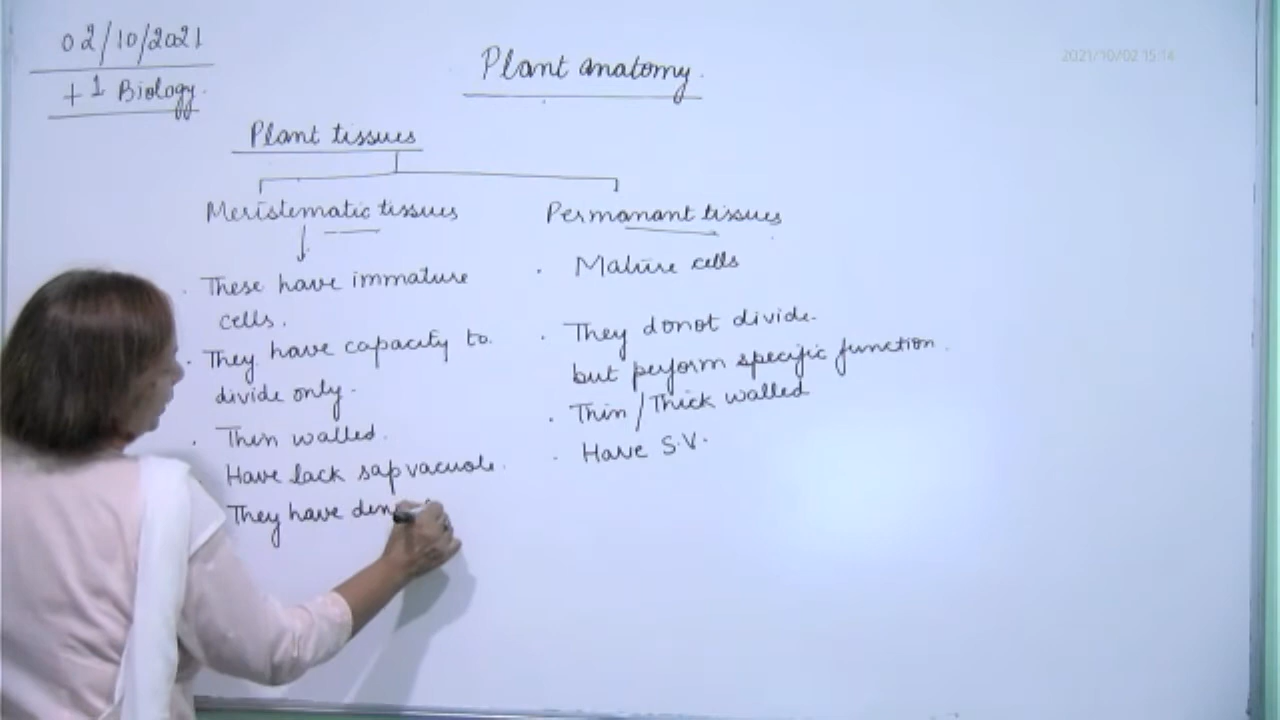 02/10/2021
+1 Biology.
Plant anatomy.
2021/10/02 15:14
Plant tissues
Meristematic tissues
Permanant tissues
. These have immature
cells.
. They have capacity to.
divide only.
. Thin walled.
Have lack sap vacuole.
They have
. Mature cells
. They donot divide.
but perform specific function.
. Thin/Thick walled
. Have S.V.